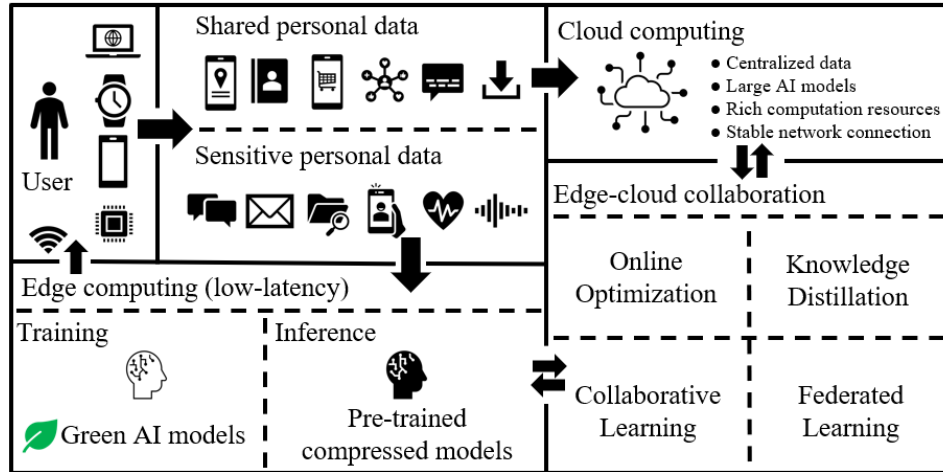 Shared personal data
Cloud computing
● Centralized data
● Large AI models
● Rich computation resources
● Stable network connection
User
Sensitive personal data
Edge-cloud collaboration
Online
Optimization
Knowledge
Distillation
Edge computing (low-latency)
Training
Inference
Green AI models
Pre-trained
compressed models
Collaborative
Learning
Federated
Learning